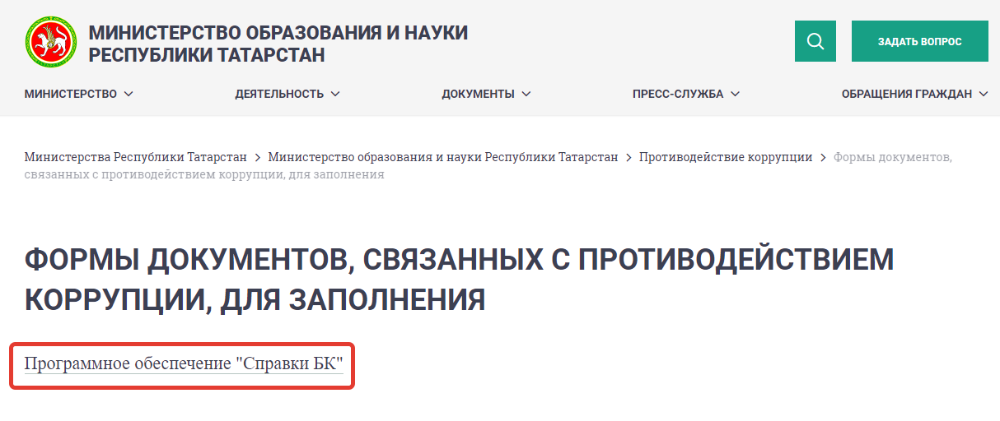 МИНИСТЕРСТВО ОБРАЗОВАНИЯ И НАУКИ
РЕСПУБЛИКИ ТАТАРСТАН
ЗАДАТЬ ВОПРОС
МИНИСТЕРСТВО ДЕЯТЕЛЬНОСТЬ ДОКУМЕНТЫ ПРЕСС-СЛУЖБА ОБРАЩЕНИЯ ГРАЖДАН
Министерства Республики Татарстан > Министерство образования и науки Республики Татарстан > Противодействие коррупции > Формы документов,
связанных с противодействием коррупции, для заполнения
ФОРМЫ ДОКУМЕНТОВ, СВЯЗАННЫХ С ПРОТИВОДЕЙСТВИЕМ
КОРРУПЦИИ, ДЛЯ ЗАПОЛНЕНИЯ
Программное обеспечение "Справки БК"